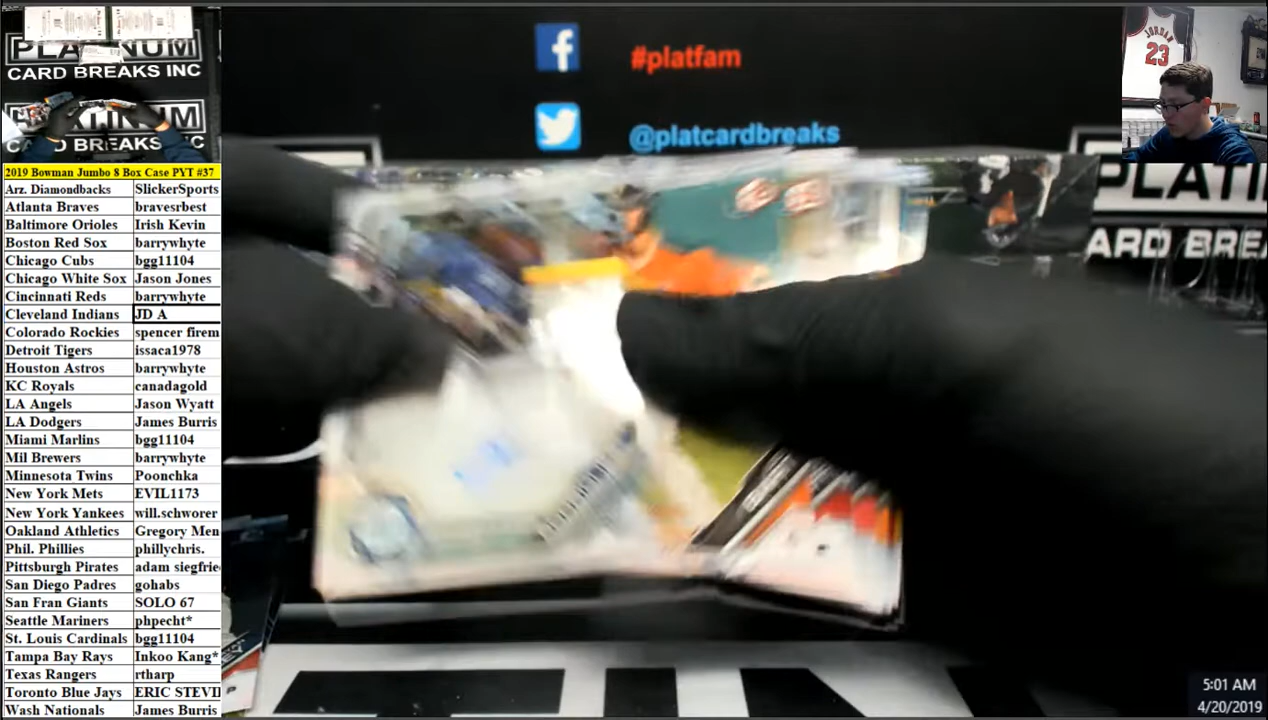 PLATINUM
CARD BREAKS INC
CARD BREAKS INC
2019 Bowman Jumbo 8 Box Case PYT #37
Arz. Diamondbacks SlickerSports
Atlanta Braves bravesrbest
Baltimore Orioles Irish Kevin
Boston Red Sox barrywhyte
Chicago Cubs bgg11104
Chicago White Sox Jason Jones
Cincinnati Reds barrywhyte
Cleveland Indians JD A
Colorado Rockies spencer firem
Detroit Tigers issaca1978
Houston Astros barrywhyte
KC Royals canadagold
LA Angels Jason Wyatt
LA Dodgers James Burris
Miami Marlins bgg11104
Mil Brewers barrywhyte
Minnesota Twins Poonchka
New York Mets EVIL1173
New York Yankees will.schworer
Oakland Athletics Gregory Men
Phil. Phillies phillychris.
Pittsburgh Pirates adam siegfrie
San Diego Padres gohabs
San Fran Giants SOLO 67
Seattle Mariners phpecht*
St. Louis Cardinals bgg11104
Tampa Bay Rays Inkoo Kang*
Texas Rangers rtharp
Toronto Blue Jays ERIC STEVI
Wash Nationals James Burris
#platfam
@platcardbreaks
JORDAN
23
PLATI
ARD BREA
5:01 AM
4/20/2019